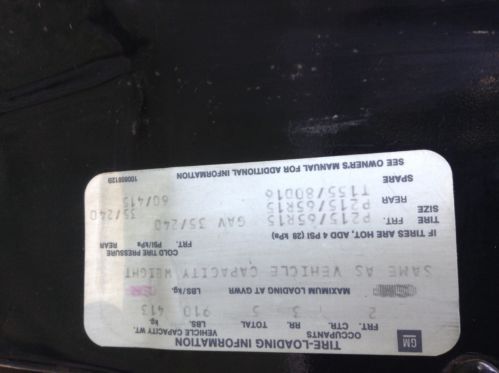 GM
TIRE-LOADING INFORMATION
OCCUPANTS VEHICLE CAPACITY WT.
FRT. CTR. RR. TOTAL LBS. kg.
2 3 5 910 413
MAXIMUM LOADING @ GVWR LBS/kg.
SAME AS VEHICLE CAPACITY WEIGHT
COLD TIRE PRESSURE
FRT. PSI/kPa REAR
IF TIRES ARE HOT, ADD 4 PSI (28 kPa)
TIRE FRT. P215/65R15 GAV 35/240 35/240
SIZE REAR P215/65R15
SPARE T155/80D16 60/415
SEE OWNER'S MANUAL FOR ADDITIONAL INFORMATION